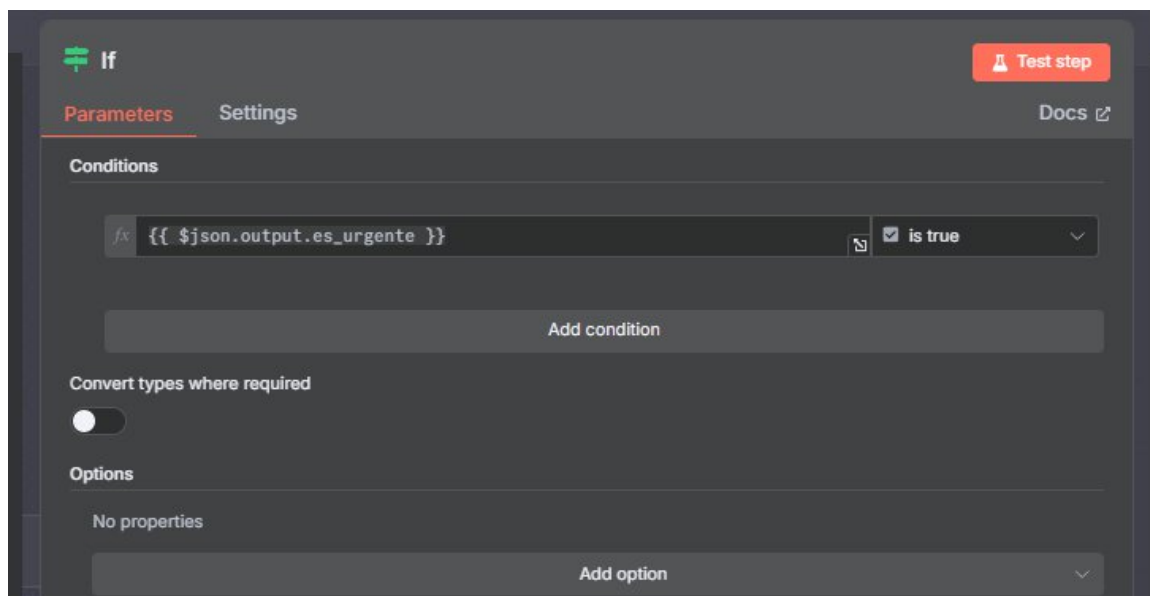 If
Test step
Parameters Settings Docs
Conditions
fx {{ $json.output.es_urgente }} is true
Add condition
Convert types where required
Options
No properties
Add option